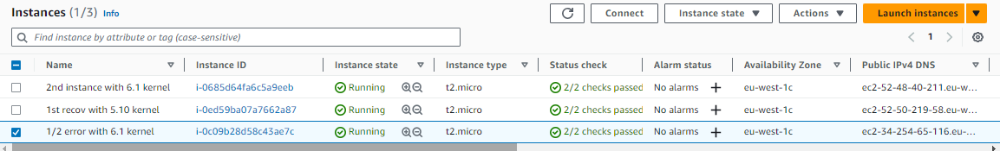 Instances (1/3) Info Connect Instance state Actions Launch instances
Find instance by attribute or tag (case-sensitive) 1
Name Instance ID Instance state Instance type Status check Alarm status Availability Zone Public IPv4 DNS
2nd instance with 6.1 kernel i-0685d64fa6c5a9eeb Running t2.micro 2/2 checks passed No alarms eu-west-1c ec2-52-48-40-211.eu-w...
1st recov with 5.10 kernel i-0ed59ba07a7662a87 Running t2.micro 2/2 checks passed No alarms eu-west-1c ec2-52-50-219-58.eu-w...
1/2 error with 6.1 kernel i-0c09b28d58c43ae7c Running t2.micro 2/2 checks passed No alarms eu-west-1c ec2-34-254-65-116.eu-...